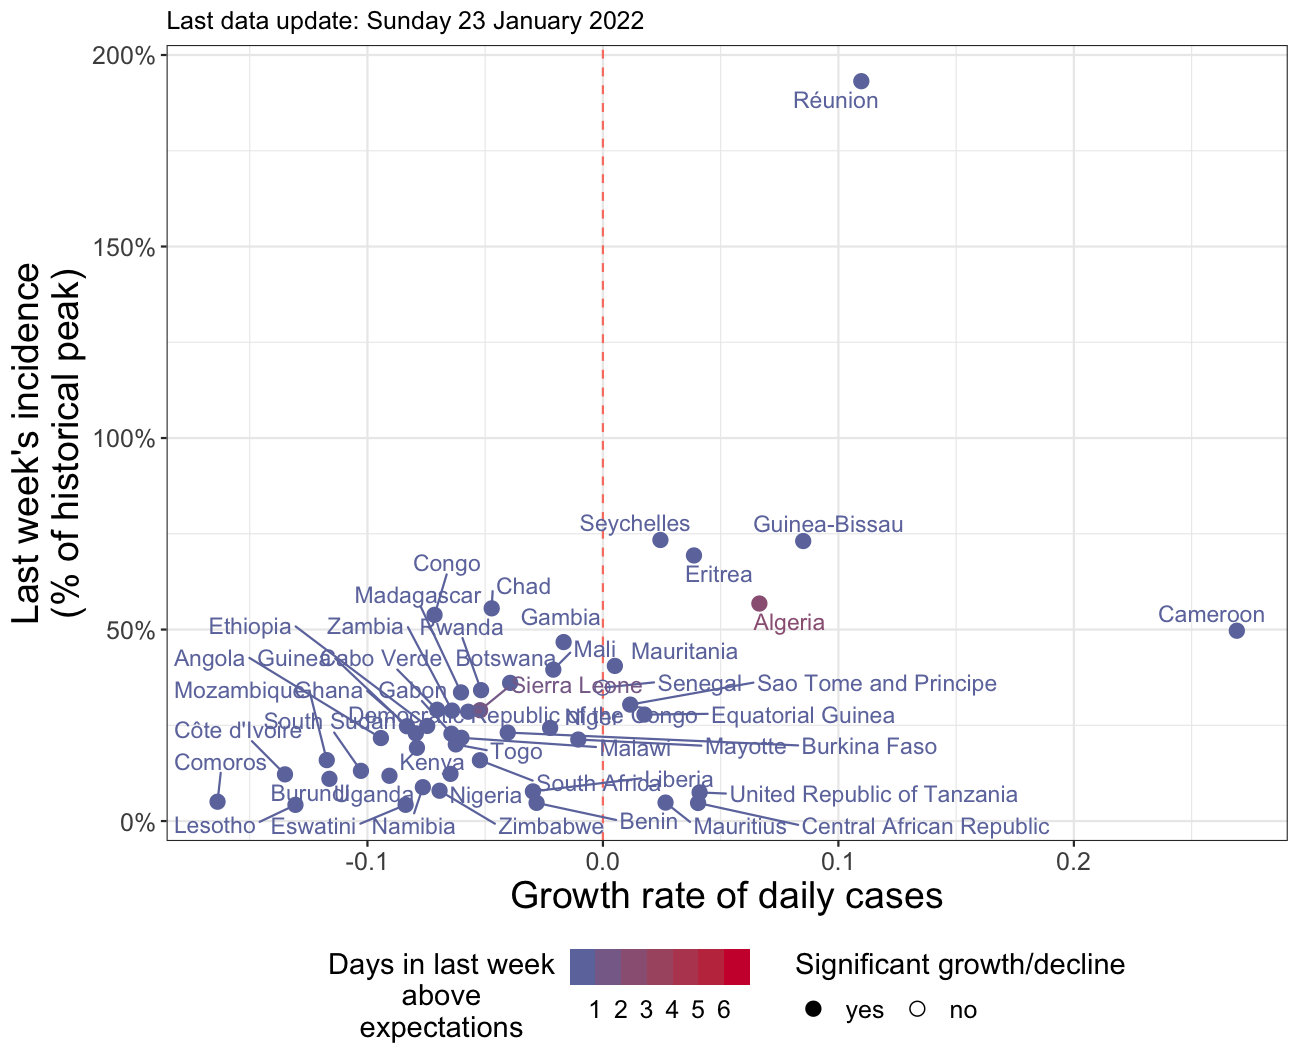 Last data update: Sunday 23 January 2022
200%
Réunion
150%
Last week's incidence
(% of historical peak)
100%
Seychelles
Guinea-Bissau
Congo
Eritrea
Madagascar
Chad
50%
Gambia
Algeria
Cameroon
Ethiopia
Zambia
Rwanda
Angola
Guinea
Cabo Verde
Botswana
Mali
Mauritania
Mozambique
Ghana
Gabon
Sierra Leone
Senegal
Sao Tome and Principe
Côte d'Ivoire
South Sudan
Democratic Republic of the Congo
Niger
Equatorial Guinea
Comoros
Kenya
Togo
Malawi
Mayotte
Burkina Faso
Burundi
Uganda
Nigeria
South Africa
Liberia
United Republic of Tanzania
0%
Lesotho
Eswatini
Namibia
Zimbabwe
Benin
Mauritius
Central African Republic
-0.1
0.0
0.1
0.2
Growth rate of daily cases
Days in last week
above
expectations
1 2 3 4 5 6
Significant growth/decline
yes
no